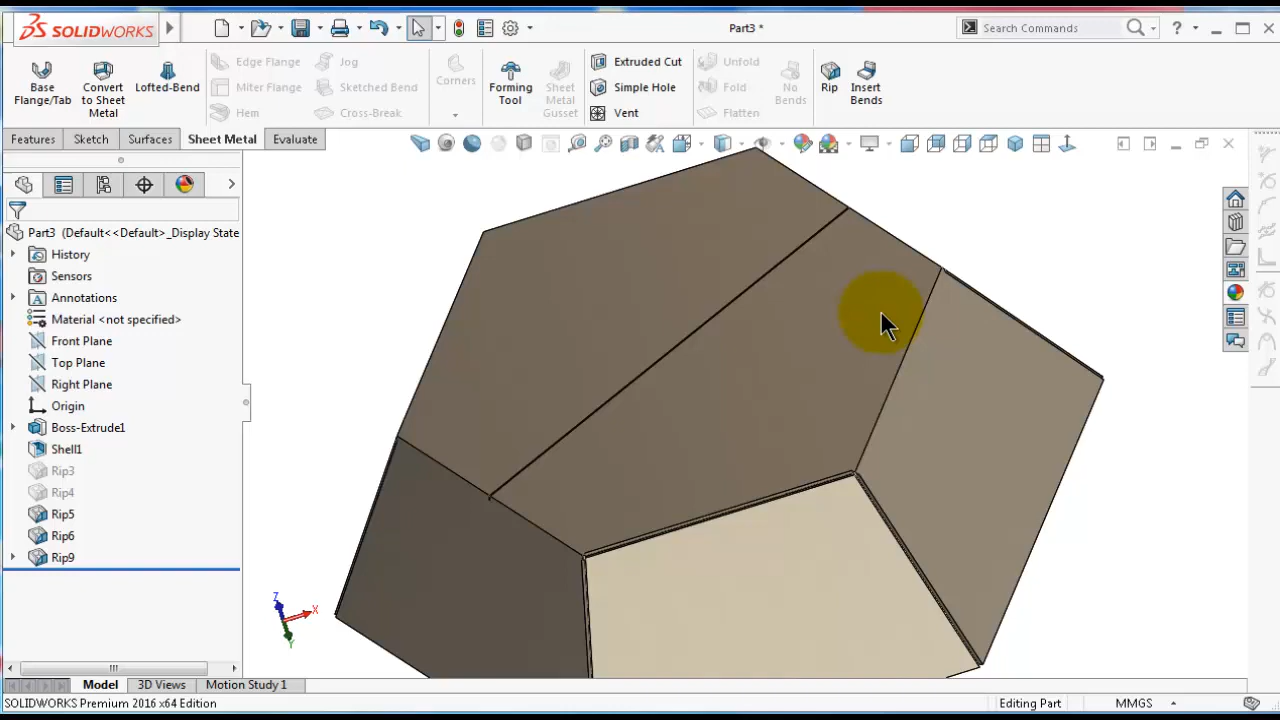 SOLIDWORKS
Part3 *
Search Commands
Base Flange/Tab
Convert to Sheet Metal
Lofted-Bend
Edge Flange
Miter Flange
Hem
Jog
Sketched Bend
Cross-Break
Corners
Forming Tool
Sheet Metal Gusset
Extruded Cut
Simple Hole
Vent
Unfold
Fold
Flatten
No Bends
Rip
Insert Bends
Features
Sketch
Surfaces
Sheet Metal
Evaluate
Part3 (Default<<Default>_Display State
History
Sensors
Annotations
Material <not specified>
Front Plane
Top Plane
Right Plane
Origin
Boss-Extrude1
Shell1
Rip3
Rip4
Rip5
Rip6
Rip9
Z
X
Y
Model
3D Views
Motion Study 1
SOLIDWORKS Premium 2016 x64 Edition
Editing Part
MMGS